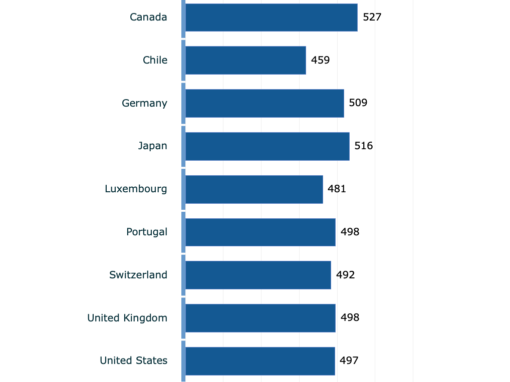 Canada 527
Chile 459
Germany 509
Japan 516
Luxembourg 481
Portugal 498
Switzerland 492
United Kingdom 498
United States 497